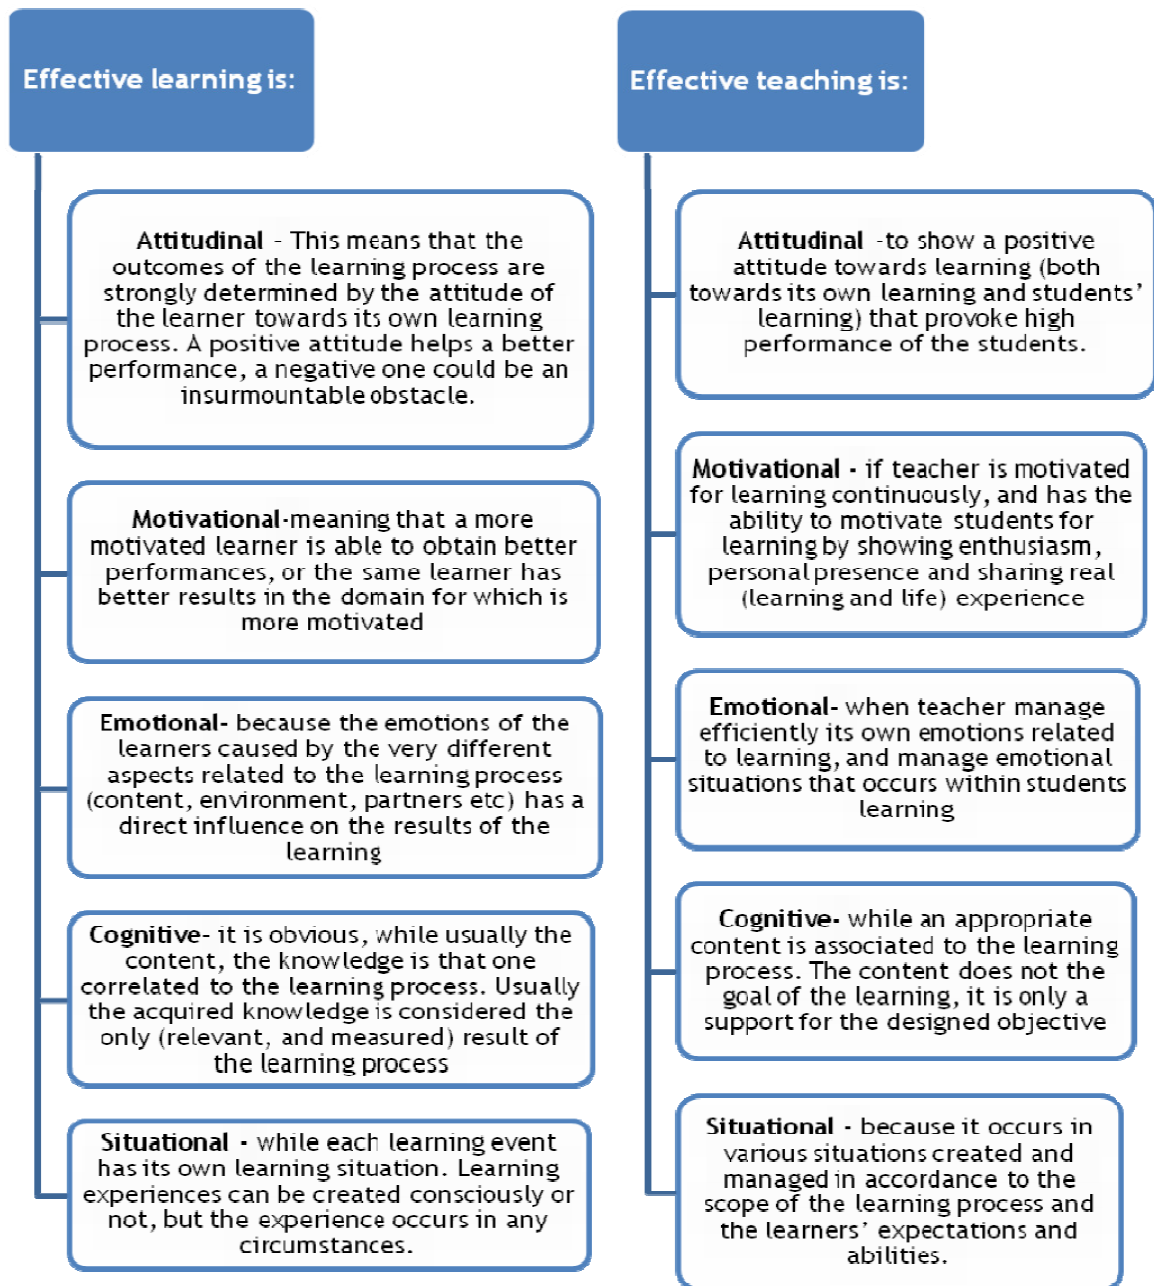 Effective learning is:
Attitudinal - This means that the
outcomes of the learning process are
strongly determined by the attitude of
the learner towards its own learning
process. A positive attitude helps a better
performance, a negative one could be an
insurmountable obstacle.
Motivational-meaning that a more
motivated learner is able to obtain better
performances, or the same learner has
better results in the domain for which is
more motivated
Emotional- because the emotions of the
learners caused by the very different
aspects related to the learning process
(content, environment, partners etc) has a
direct influence on the results of the
learning
Cognitive- it is obvious, while usually the
content, the knowledge is that one
correlated to the learning process. Usually
the acquired knowledge is considered the
only (relevant, and measured) result of
the learning process
Situational - while each learning event
has its own learning situation. Learning
experiences can be created consciously or
not, but the experience occurs in any
circumstances.
Effective teaching is:
Attitudinal -to show a positive
attitude towards learning (both
towards its own learning and students’
learning) that provoke high
performance of the students.
Motivational - if teacher is motivated
for learning continuously, and has the
ability to motivate students for
learning by showing enthusiasm,
personal presence and sharing real
(learning and life) experience
Emotional- when teacher manage
efficiently its own emotions related
to learning, and manage emotional
situations that occurs within students
learning
Cognitive- while an appropriate
content is associated to the learning
process. The content does not the
goal of the learning, it is only a
support for the designed objective
Situational - because it occurs in
various situations created and
managed in accordance to the
scope of the learning process and
the learners’ expectations and
abilities.